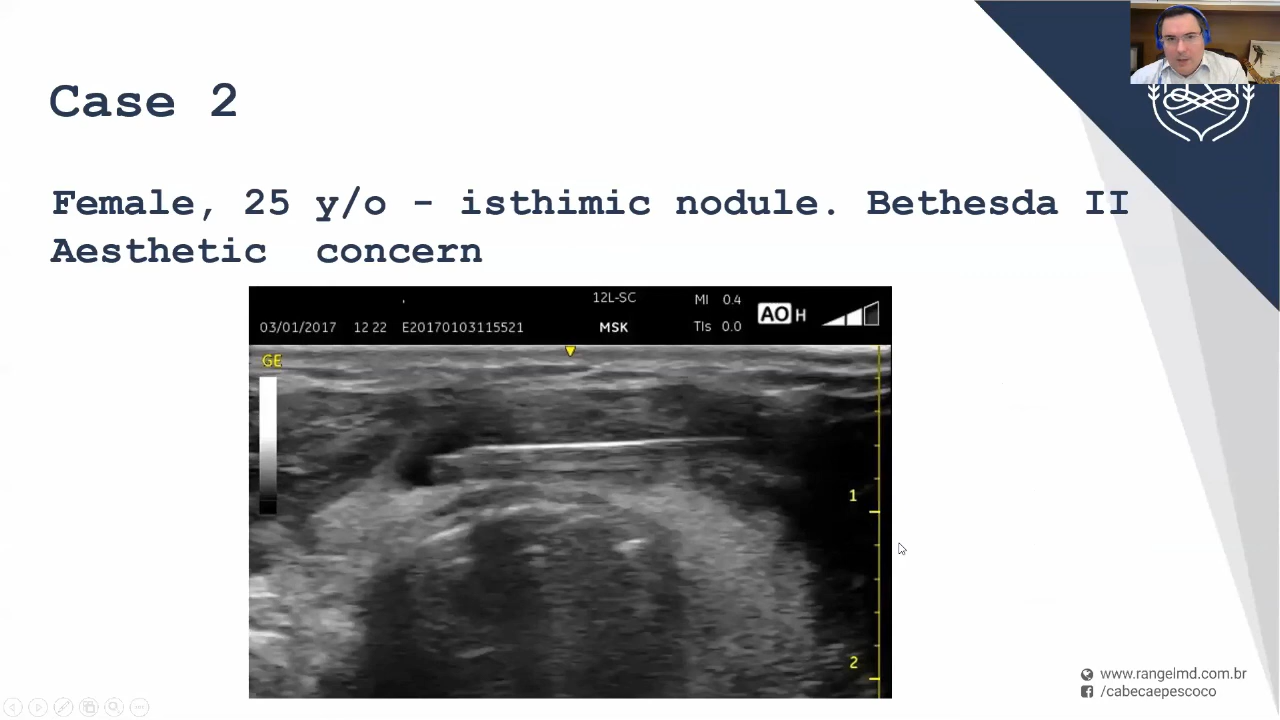 Case 2
Female, 25 y/o - isthimic nodule. Bethesda II
Aesthetic concern
12L-SC MI 0.4 AO H
03/01/2017 12 22 E20170103115521 MSK TIs 0.0
GE
1
2
www.rangelmd.com.br
/cabecaepescoco